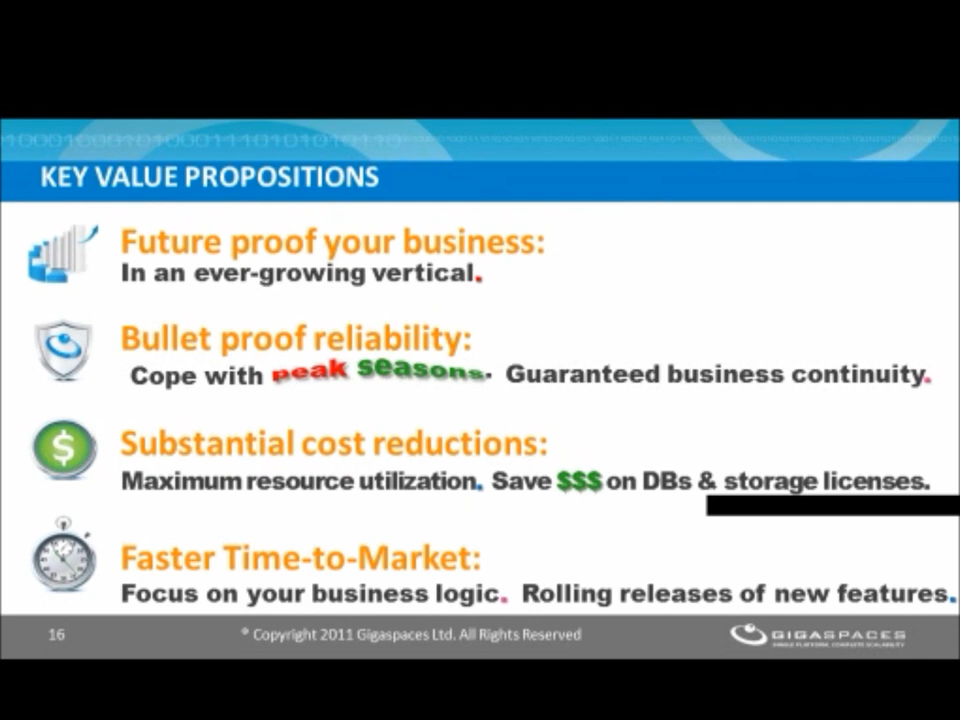 KEY VALUE PROPOSITIONS
Future proof your business:
In an ever-growing vertical.
Bullet proof reliability:
Cope with peak seasons. Guaranteed business continuity.
Substantial cost reductions:
Maximum resource utilization. Save $$$ on DBs & storage licenses.
Faster Time-to-Market:
Focus on your business logic. Rolling releases of new features.
16
® Copyright 2011 Gigaspaces Ltd. All Rights Reserved
GIGASPACES